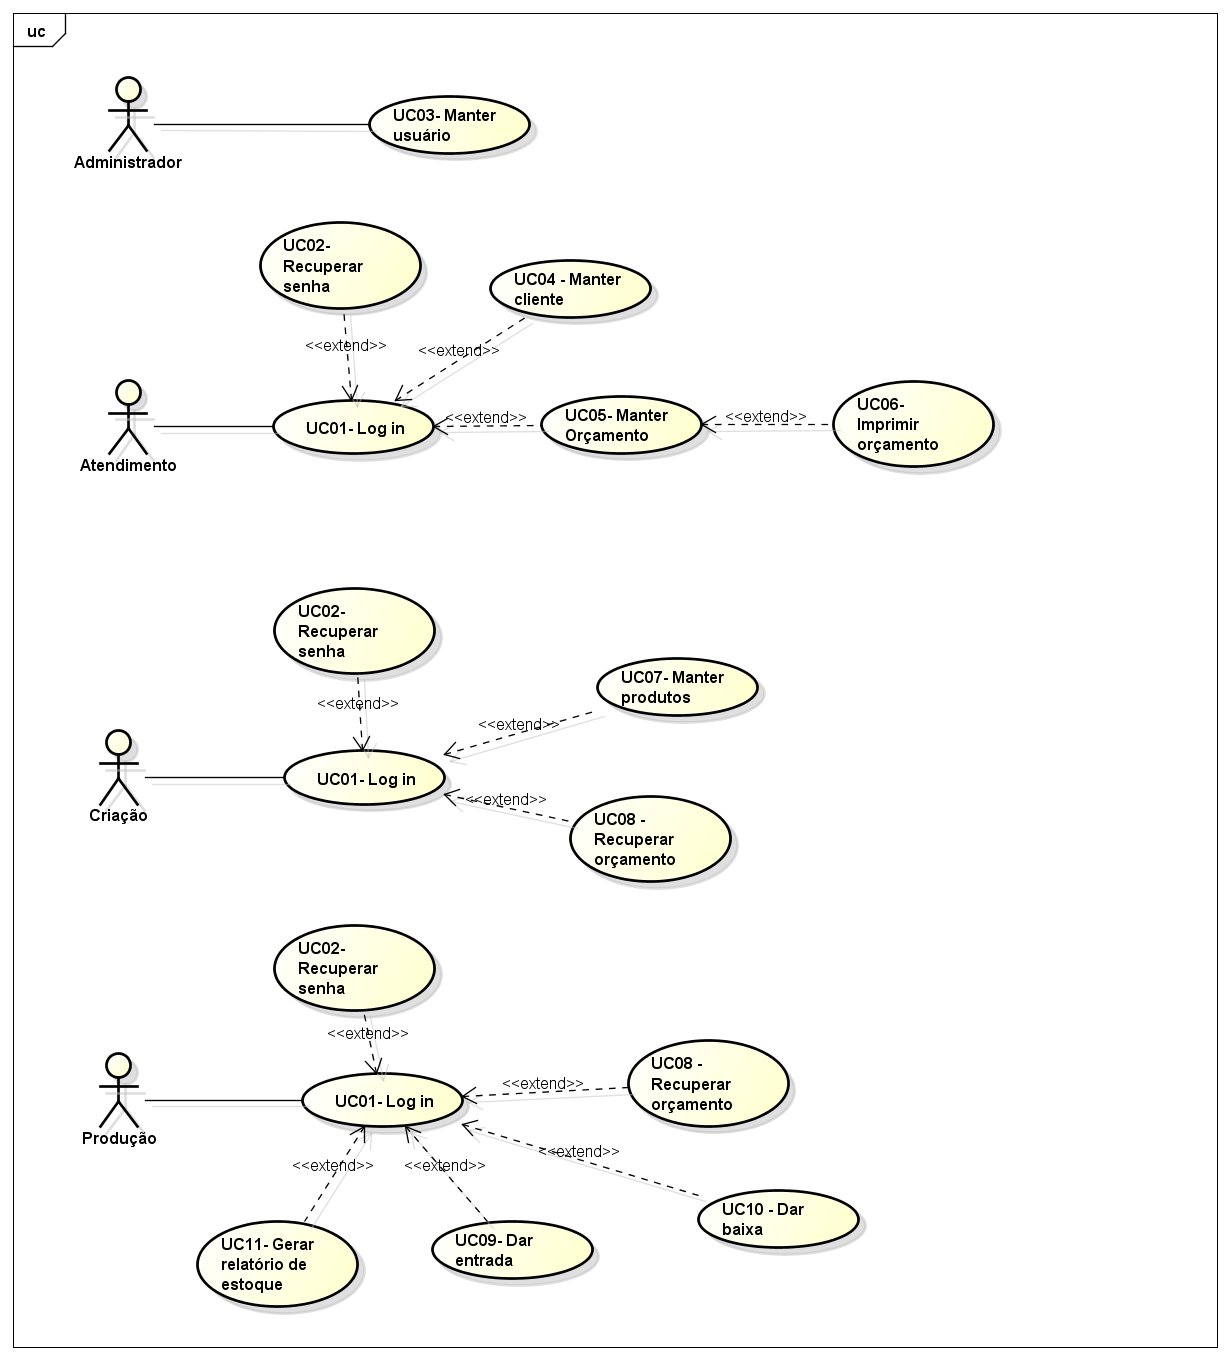 uc
UC03- Manter
usuário
Administrador
UC02-
Recuperar
senha
UC04 - Manter
cliente
<<extend>>
<<extend>>
UC01- Log in
<<extend>>
UC05- Manter
Orçamento
<<extend>>
UC06-
Imprimir
orçamento
Atendimento
UC02-
Recuperar
senha
UC07- Manter
produtos
<<extend>>
<<extend>>
UC01- Log in
<<extend>>
UC08 -
Recuperar
orçamento
Criação
UC02-
Recuperar
senha
<<extend>>
UC08 -
Recuperar
orçamento
<<extend>>
UC01- Log in
Produção
<<extend>>
<<extend>>
<<extend>>
UC10 - Dar
baixa
UC11- Gerar
relatório de
estoque
UC09- Dar
entrada